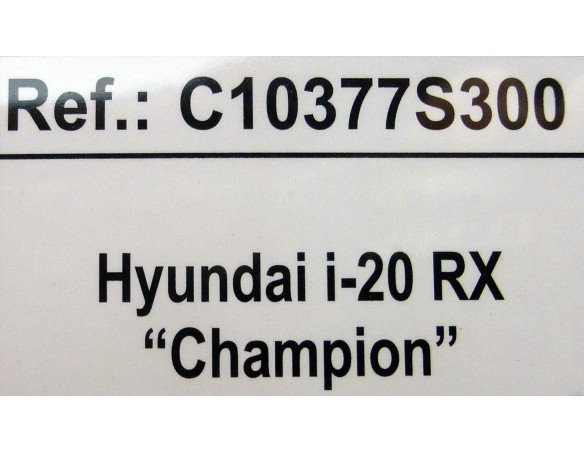 Ref.: C10377S300
Hyundai i-20 RX
“Champion”